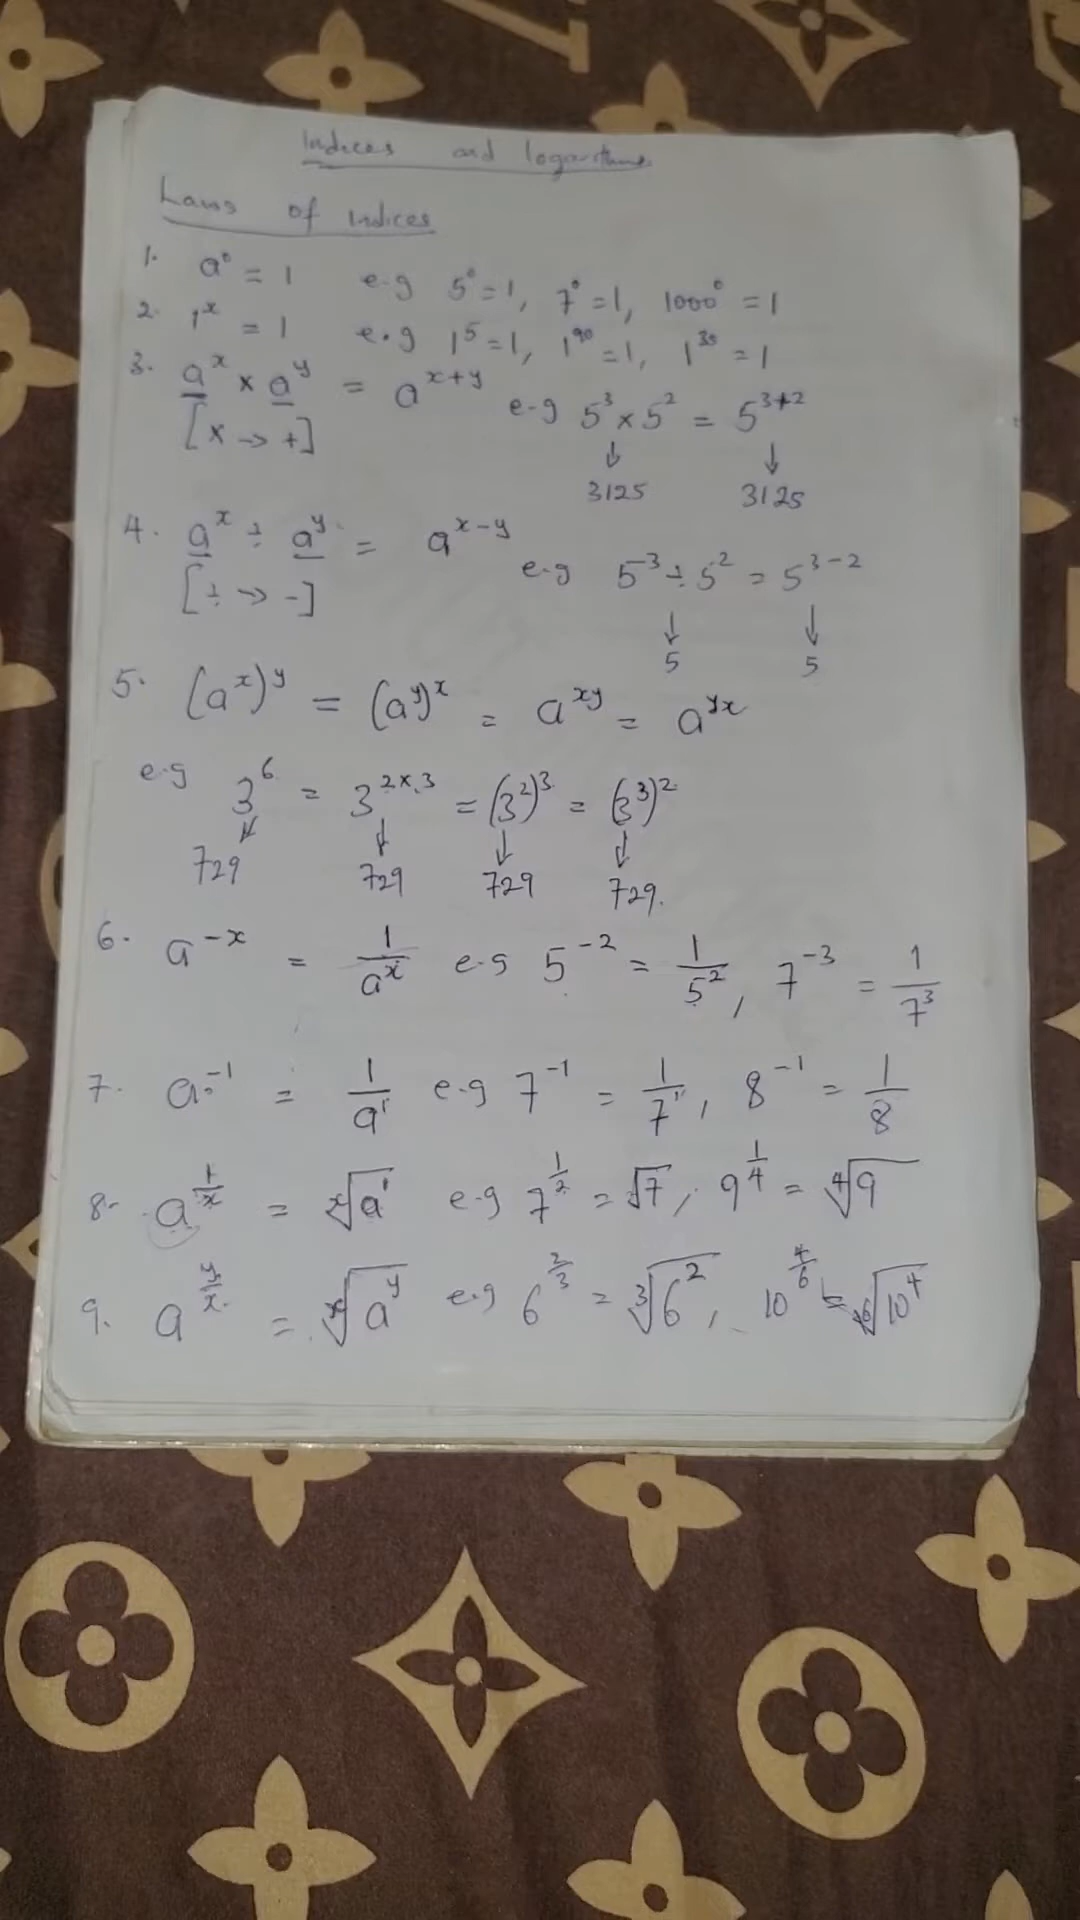 Indices and logarithms
Laws of Indices
1. a⁰ = 1 e.g 5⁰ = 1, 7⁰ = 1, 1000⁰ = 1
2. 1ˣ = 1 e.g 1⁵ = 1, 1⁹⁰ = 1, 1³⁰ = 1
3. aˣ × aʸ = aˣ⁺ʸ e-g 5³ × 5² = 5³⁺²
[× → +] ↓ ↓
3125 3125
4. aˣ ÷ aʸ = aˣ⁻ʸ e-g 5³ ÷ 5² = 5³⁻²
[÷ → -] ↓ ↓
5 5
5. (aˣ)ʸ = (aʸ)ˣ = aˣʸ = aʸˣ
e-g 3⁶ = 3^(2×3) = (3²)³ = (3³)²
↓ ↓ ↓ ↓
729 729 729 729.
6. a⁻ˣ = 1/aˣ e-g 5⁻² = 1/5², 7⁻³ = 1/7³
7. a⁻¹ = 1/a¹ e-g 7⁻¹ = 1/7¹, 8⁻¹ = 1/8
8- a^(1/x) = ˣ√a¹ e-g 7^(1/2) = √7, 9^(1/4) = ⁴√9
9. a^(y/x) = ˣ√aʸ e-g 6^(2/3) = ³√6², 10^(4/6) = ⁶√10⁴